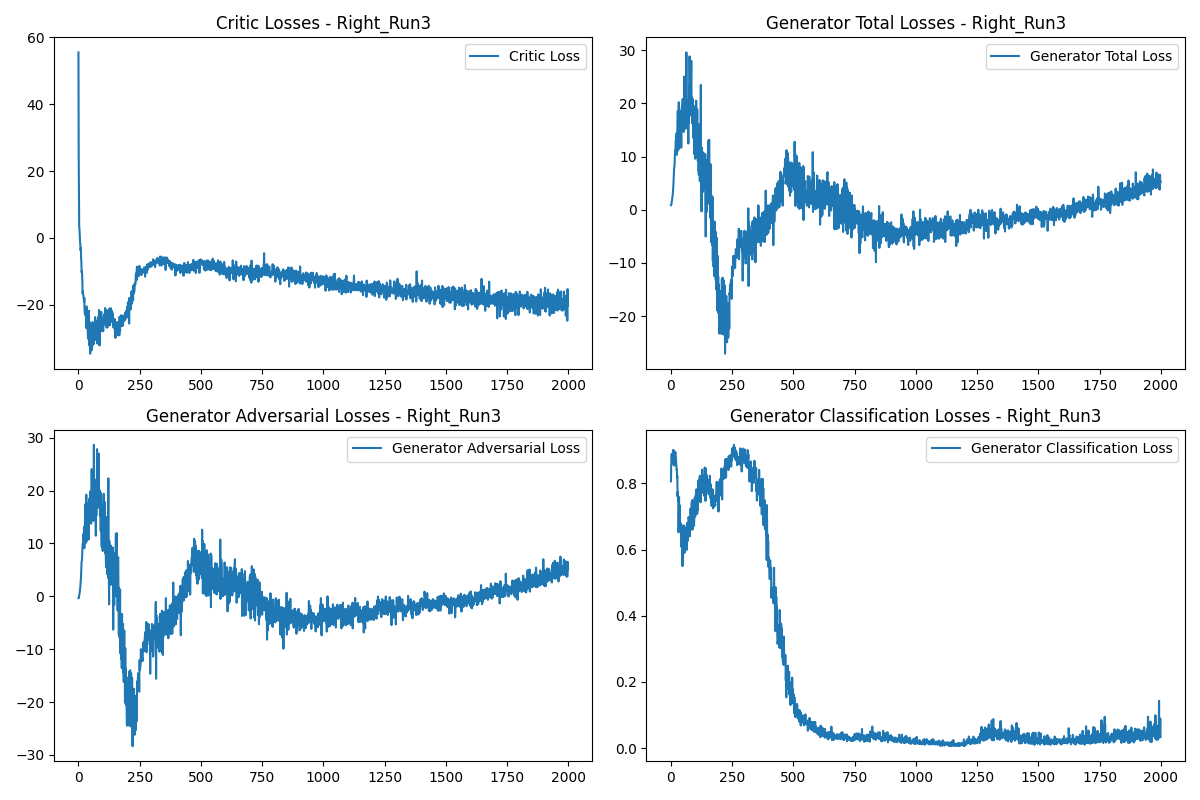 Critic Losses - Right_Run3
Critic Loss
60
40
20
0
−20
0 250 500 750 1000 1250 1500 1750 2000
Generator Total Losses - Right_Run3
Generator Total Loss
30
20
10
0
−10
−20
0 250 500 750 1000 1250 1500 1750 2000
Generator Adversarial Losses - Right_Run3
Generator Adversarial Loss
30
20
10
0
−10
−20
−30
0 250 500 750 1000 1250 1500 1750 2000
Generator Classification Losses - Right_Run3
Generator Classification Loss
0.8
0.6
0.4
0.2
0.0
0 250 500 750 1000 1250 1500 1750 2000